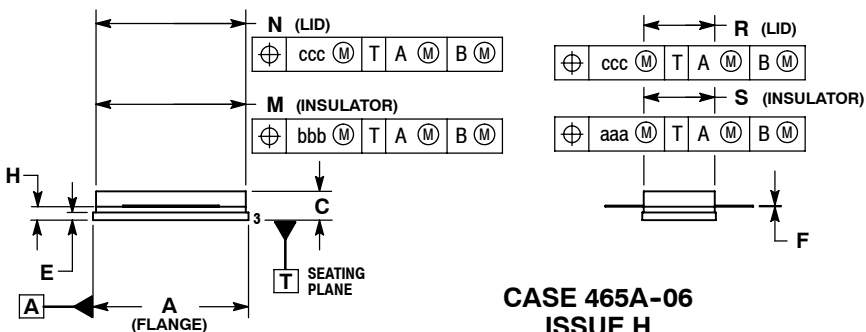 N (LID)
⌖ ccc Ⓜ T A Ⓜ B Ⓜ
M (INSULATOR)
⌖ bbb Ⓜ T A Ⓜ B Ⓜ
R (LID)
⌖ ccc Ⓜ T A Ⓜ B Ⓜ
S (INSULATOR)
⌖ aaa Ⓜ T A Ⓜ B Ⓜ
H
C
3
E
F
T SEATING
PLANE
A
A
(FLANGE)
CASE 465A-06
ISSUE H